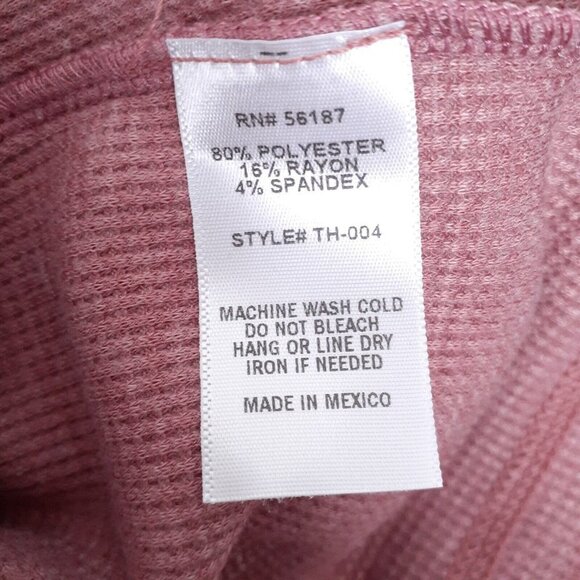 RN# 56187
80% POLYESTER
16% RAYON
4% SPANDEX
STYLE# TH-004
MACHINE WASH COLD
DO NOT BLEACH
HANG OR LINE DRY
IRON IF NEEDED
MADE IN MEXICO